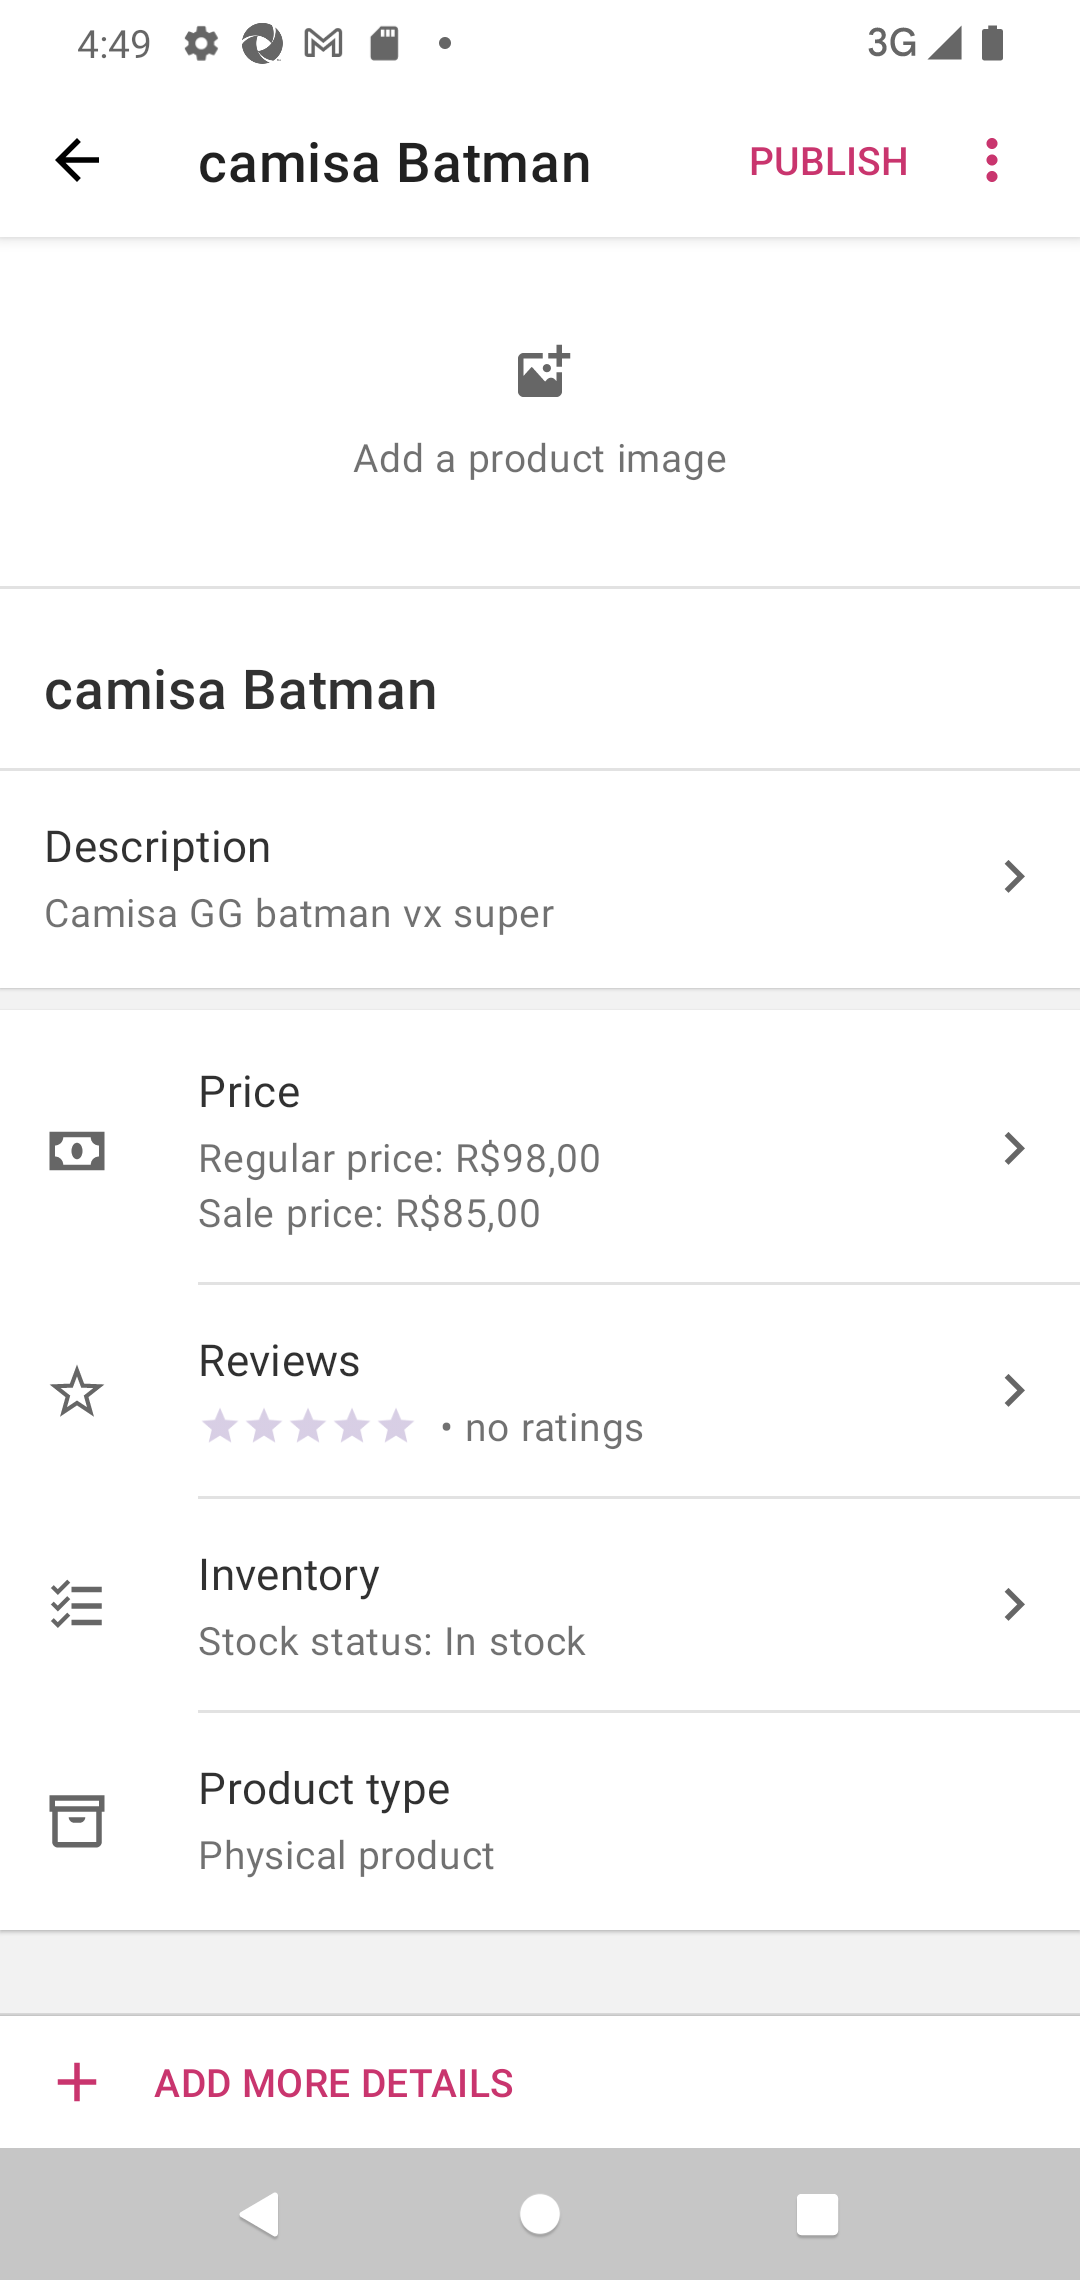 4:49
3G
camisa Batman
PUBLISH
Add a product image
camisa Batman
Description
Camisa GG batman vx super
Price
Regular price: R$98,00
Sale price: R$85,00
Reviews
• no ratings
Inventory
Stock status: In stock
Product type
Physical product
ADD MORE DETAILS